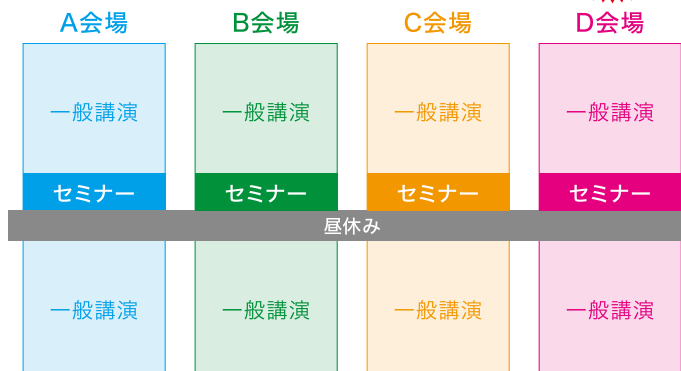 A会場 B会場 C会場 D会場
一般講演 一般講演 一般講演 一般講演
セミナー セミナー セミナー セミナー
昼休み
一般講演 一般講演 一般講演 一般講演